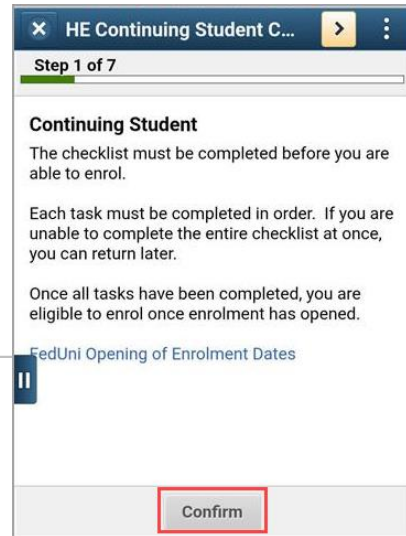 HE Continuing Student C...
Step 1 of 7
Continuing Student
The checklist must be completed before you are
able to enrol.
Each task must be completed in order. If you are
unable to complete the entire checklist at once,
you can return later.
Once all tasks have been completed, you are
eligible to enrol once enrolment has opened.
FedUni Opening of Enrolment Dates
Confirm